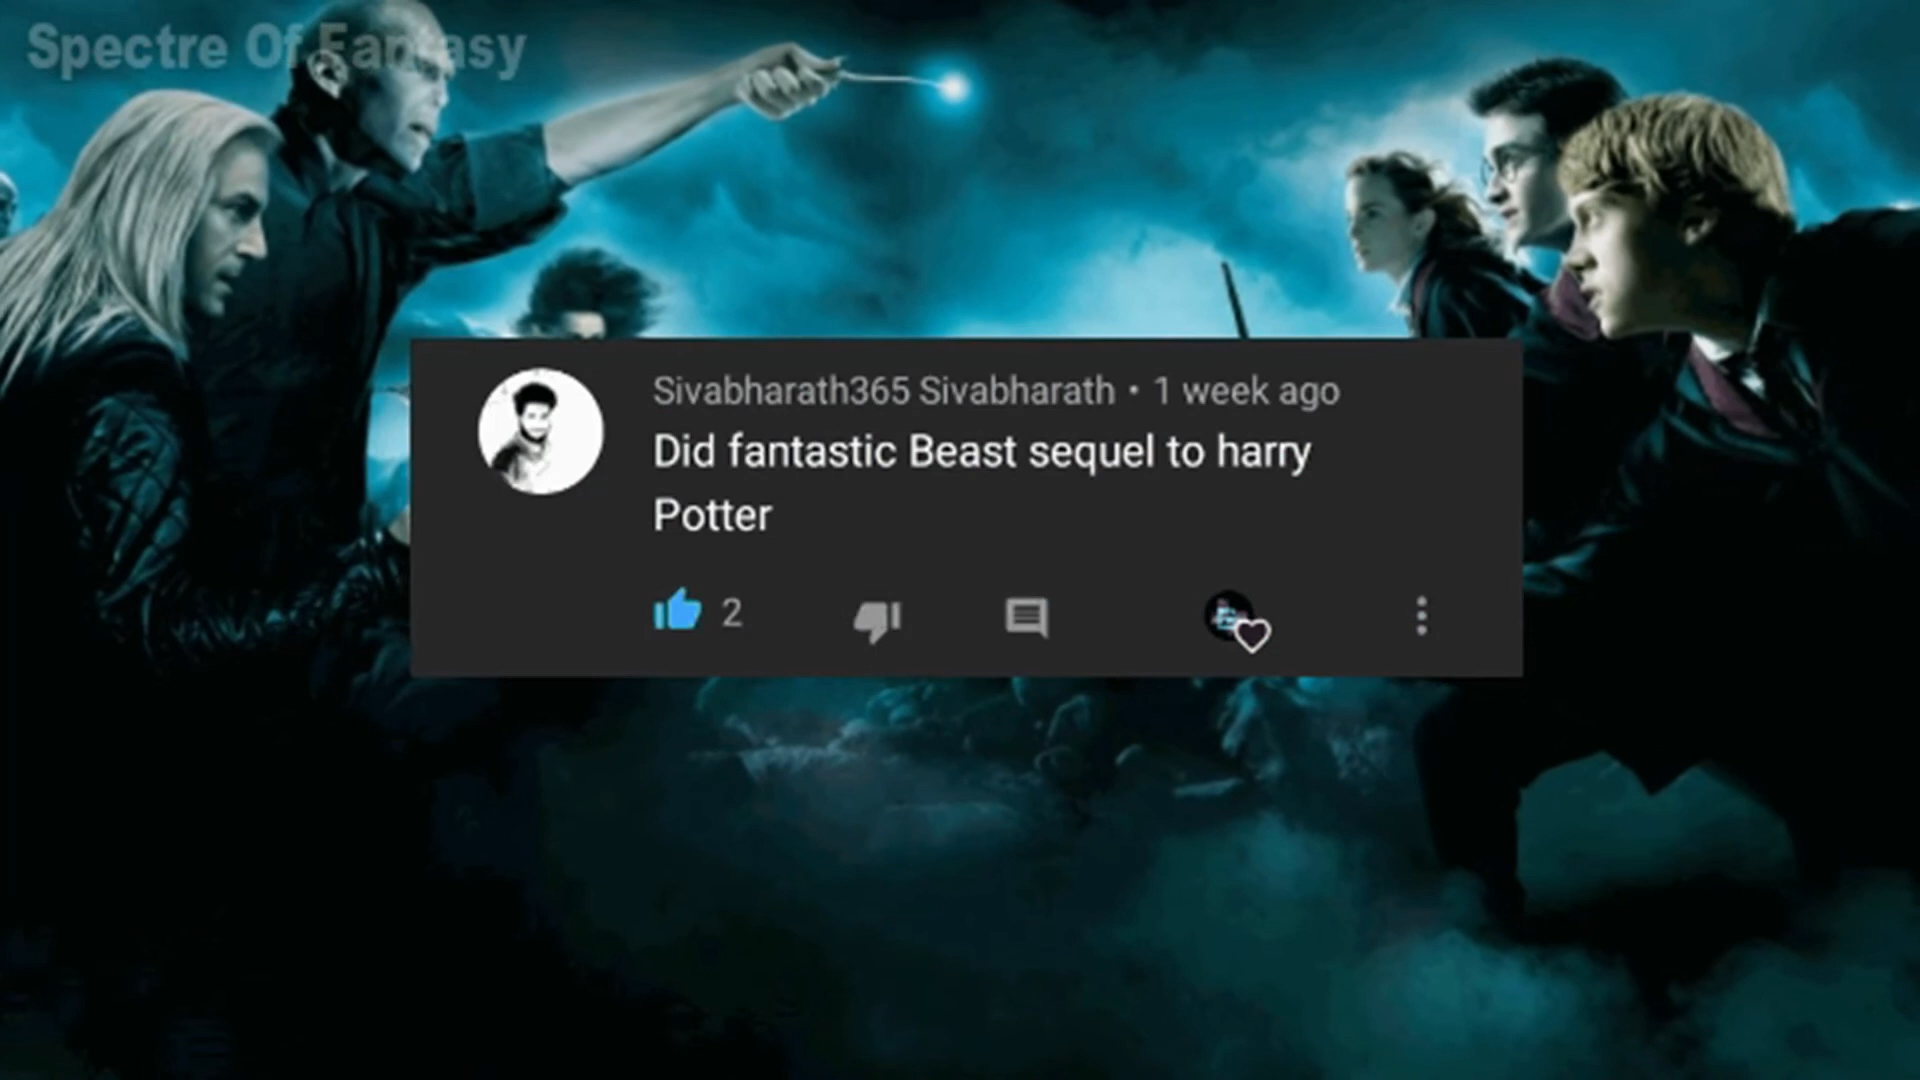 Spectre Of Fantasy
Sivabharath365 Sivabharath • 1 week ago
Did fantastic Beast sequel to harry
Potter
2